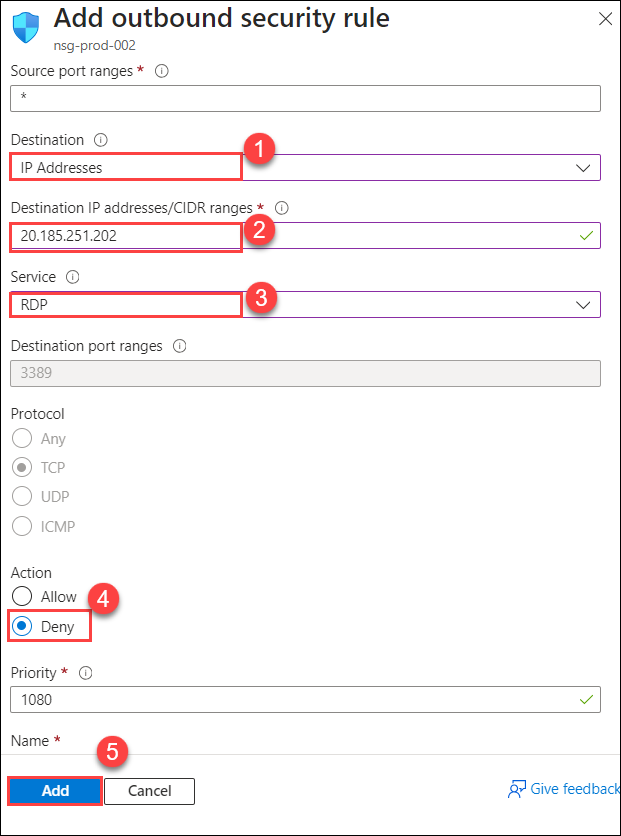 Add outbound security rule
nsg-prod-002
Source port ranges *
*
Destination
1
IP Addresses
Destination IP addresses/CIDR ranges *
2
20.185.251.202
Service
3
RDP
Destination port ranges
3389
Protocol
Any
TCP
UDP
ICMP
Action
Allow
4
Deny
Priority *
1080
Name *
5
Add Cancel Give feedback